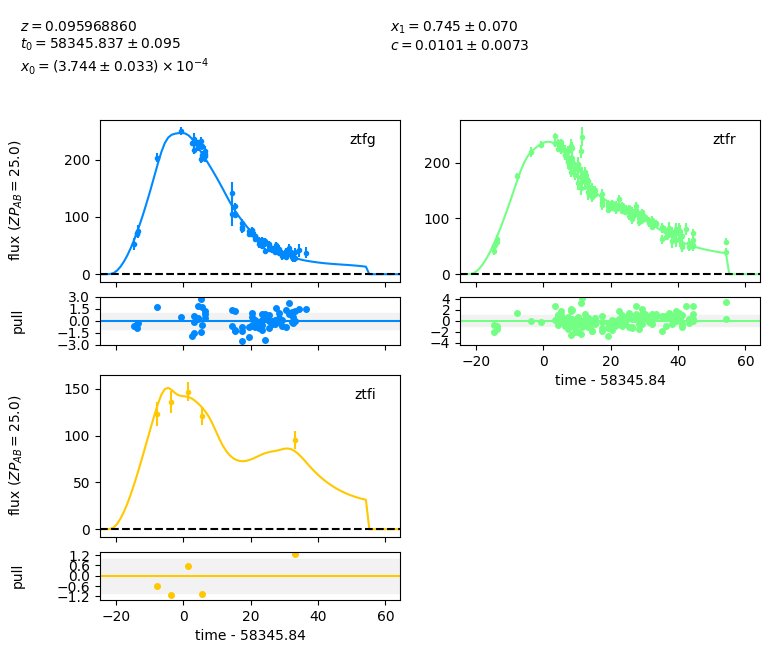 z = 0.095968860
t₀ = 58345.837 ± 0.095
x₀ = (3.744 ± 0.033) × 10⁻⁴
x₁ = 0.745 ± 0.070
c = 0.0101 ± 0.0073
ztfg
flux (ZP_AB = 25.0)
200
100
0
pull
3.0
1.5
0.0
−1.5
−3.0
ztfr
200
100
0
4
2
0
−2
−4
−20 0 20 40 60
time - 58345.84
ztfi
flux (ZP_AB = 25.0)
150
100
50
0
pull
1.2
0.6
0.0
−0.6
−1.2
−20 0 20 40 60
time - 58345.84